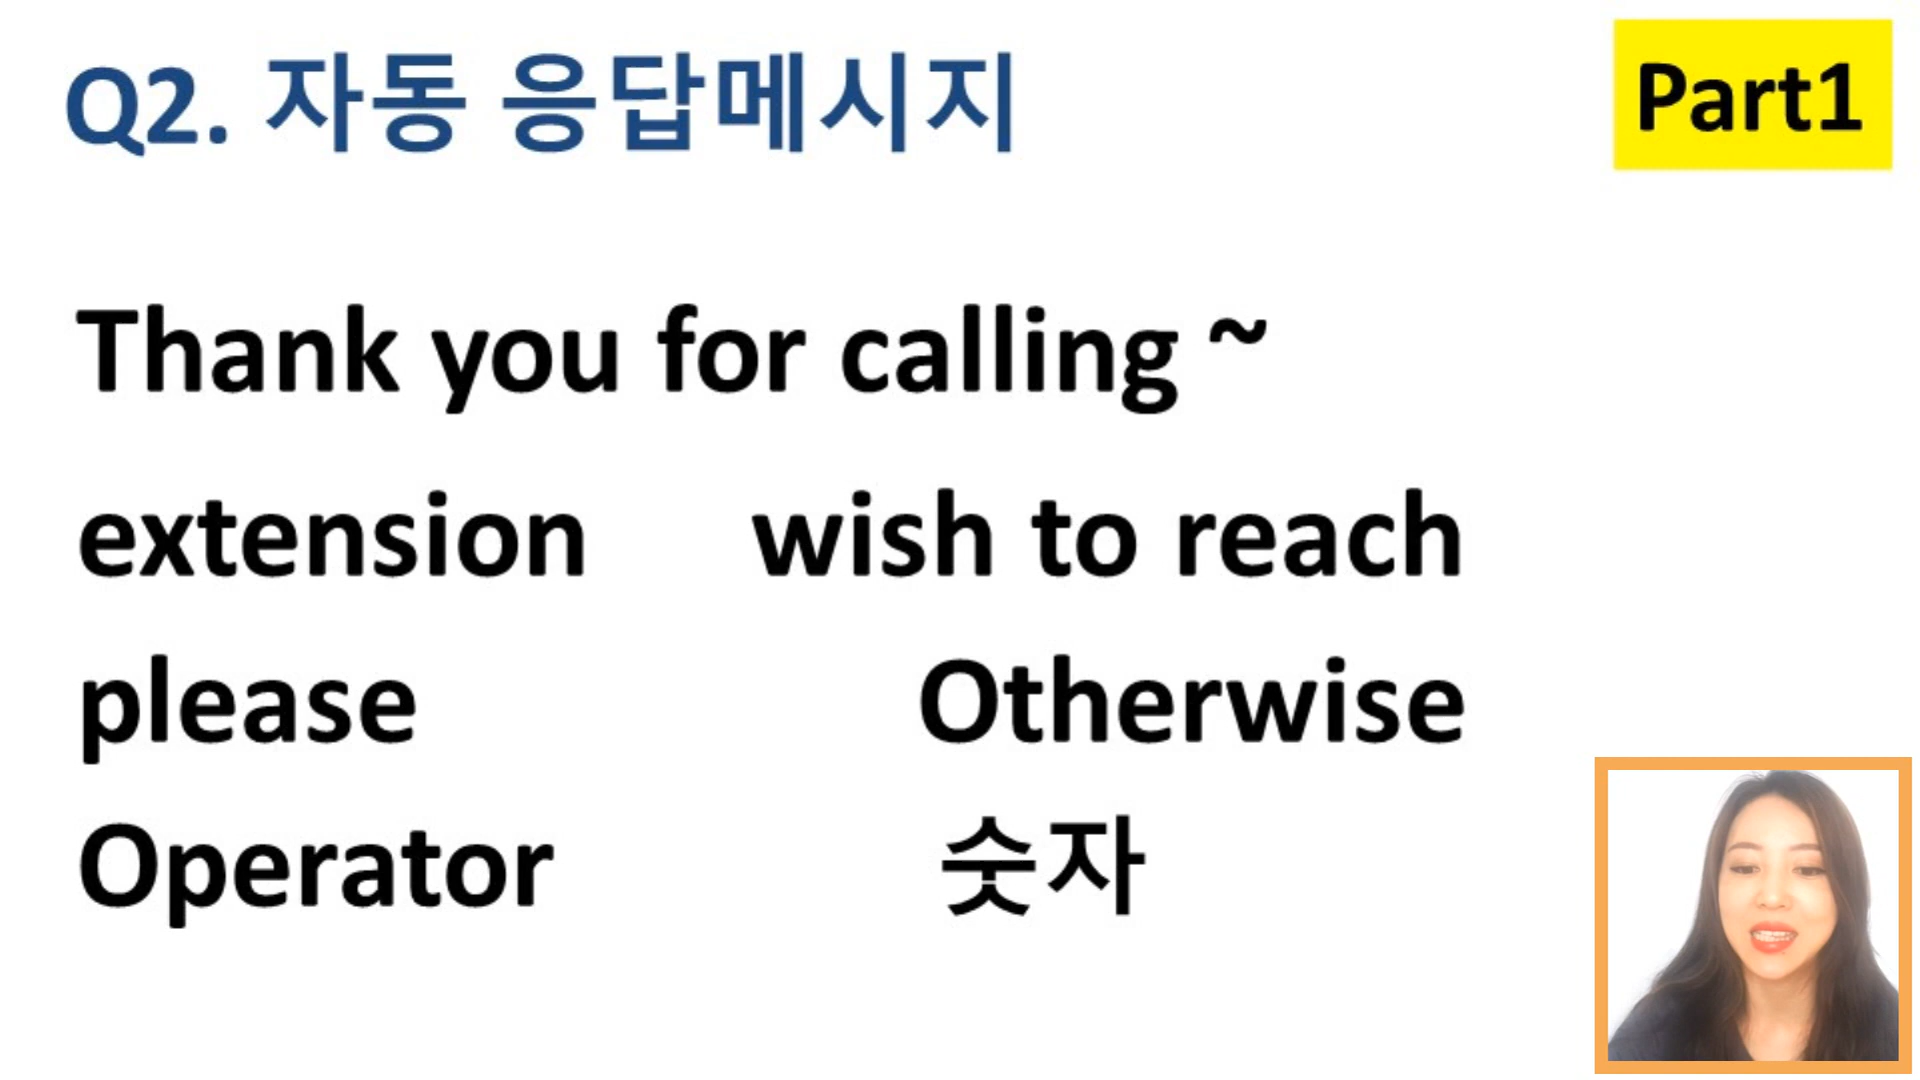 Q2. 자동 응답메시지
Part1
Thank you for calling ~
extension wish to reach
please Otherwise
Operator 숫자